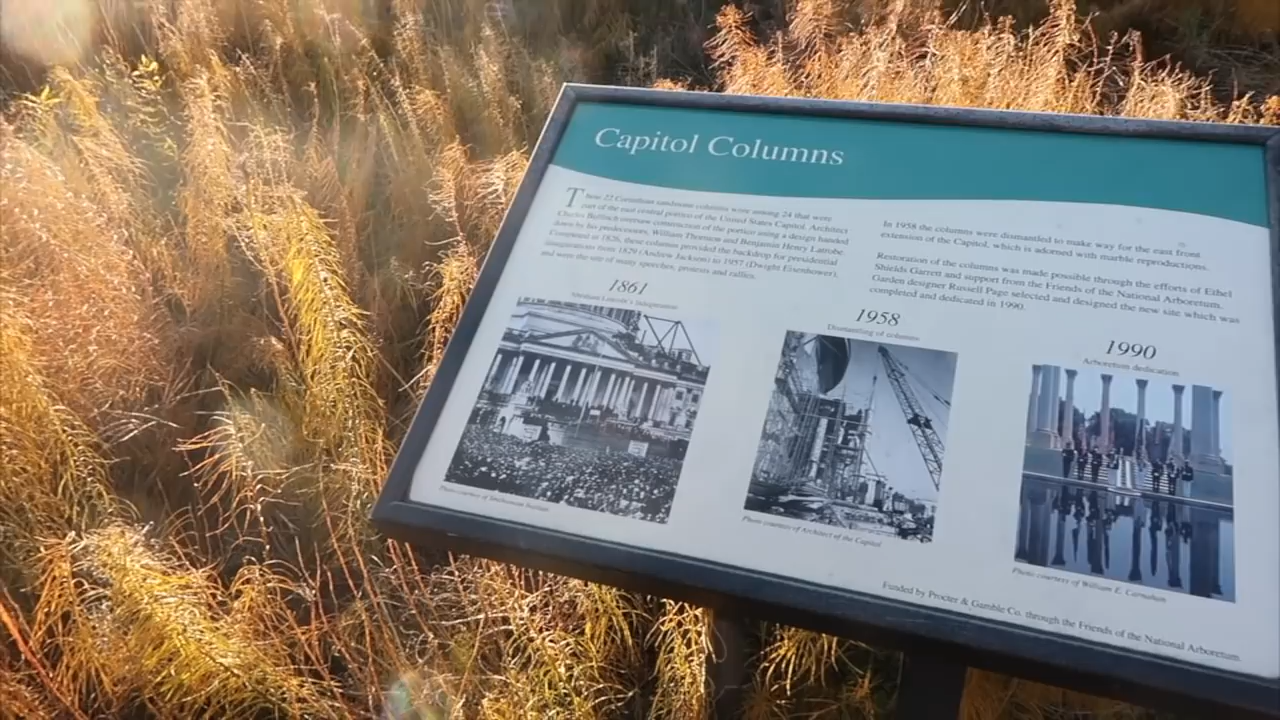 Capitol Columns
These 22 Corinthian sandstone columns were among 24 that were
part of the east central portico of the United States Capitol. Architect
Charles Bulfinch oversaw construction of the portico using a design handed
down by his predecessors, William Thornton and Benjamin Henry Latrobe.
Completed in 1826, these columns provided the backdrop for presidential
inaugurations from 1829 (Andrew Jackson) to 1957 (Dwight Eisenhower),
and were the site of many speeches, protests and rallies.
In 1958 the columns were dismantled to make way for the east front
extension of the Capitol, which is adorned with marble reproductions.
Restoration of the columns was made possible through the efforts of Ethel
Shields Garrett and support from the Friends of the National Arboretum.
Garden designer Russell Page selected and designed the new site which was
completed and dedicated in 1990.
1861
Abraham Lincoln's Inauguration
Photo courtesy of Smithsonian Institute
1958
Dismantling of columns
Photo courtesy of Architect of the Capitol
1990
Arboretum dedication
Photo courtesy of William E. Carnahan
Funded by Procter & Gamble Co. through the Friends of the National Arboretum.